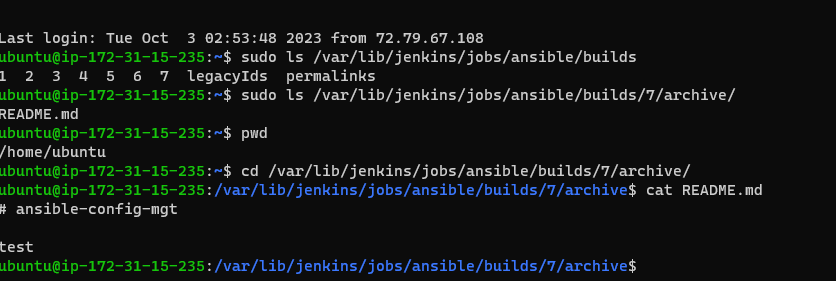 Last login: Tue Oct  3 02:53:48 2023 from 72.79.67.108
ubuntu@ip-172-31-15-235:~$ sudo ls /var/lib/jenkins/jobs/ansible/builds
1  2  3  4  5  6  7  legacyIds  permalinks
ubuntu@ip-172-31-15-235:~$ sudo ls /var/lib/jenkins/jobs/ansible/builds/7/archive/
README.md
ubuntu@ip-172-31-15-235:~$ pwd
/home/ubuntu
ubuntu@ip-172-31-15-235:~$ cd /var/lib/jenkins/jobs/ansible/builds/7/archive/
ubuntu@ip-172-31-15-235:/var/lib/jenkins/jobs/ansible/builds/7/archive$ cat README.md
# ansible-config-mgt
test
ubuntu@ip-172-31-15-235:/var/lib/jenkins/jobs/ansible/builds/7/archive$